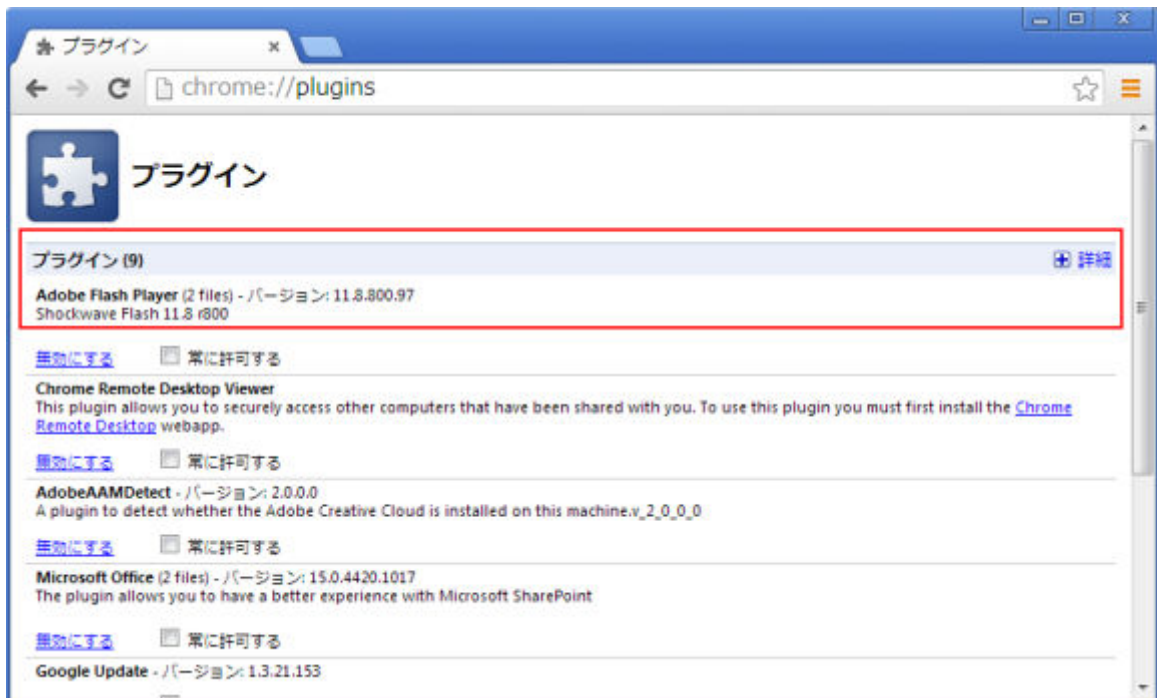 プラグイン
chrome://plugins
プラグイン
プラグイン (9)
詳細
Adobe Flash Player (2 files) - バージョン: 11.8.800.97
Shockwave Flash 11.8 r800
無効にする 常に許可する
Chrome Remote Desktop Viewer
This plugin allows you to securely access other computers that have been shared with you. To use this plugin you must first install the Chrome
Remote Desktop webapp.
無効にする 常に許可する
AdobeAAMDetect - バージョン: 2.0.0.0
A plugin to detect whether the Adobe Creative Cloud is installed on this machine.v_2_0_0_0
無効にする 常に許可する
Microsoft Office (2 files) - バージョン: 15.0.4420.1017
The plugin allows you to have a better experience with Microsoft SharePoint
無効にする 常に許可する
Google Update - バージョン: 1.3.21.153